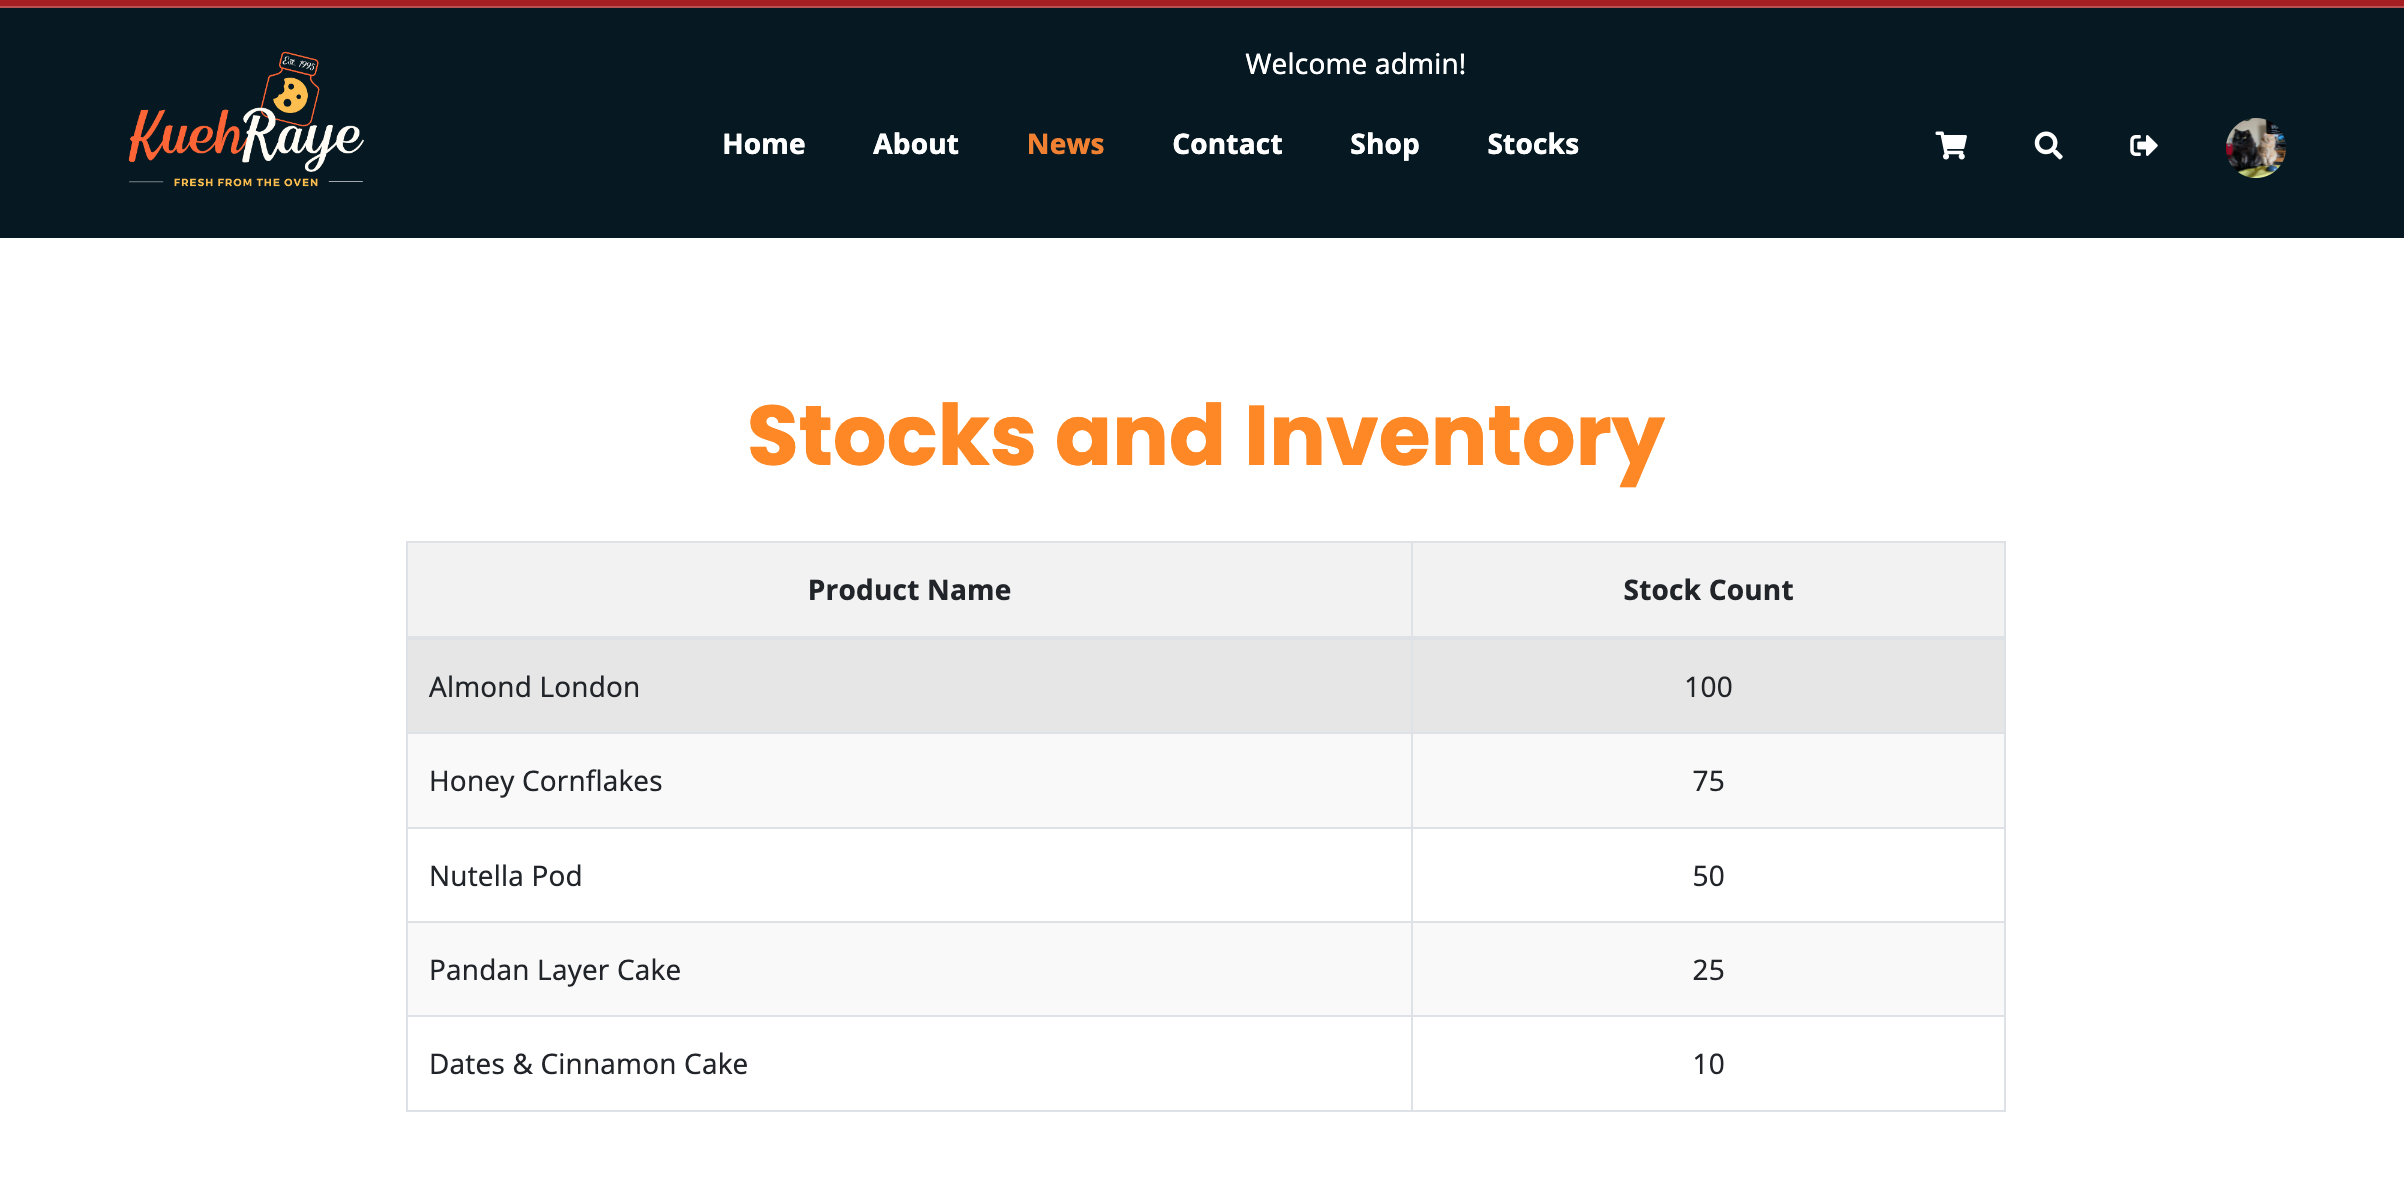 Est. 1995
KuehRaye
FRESH FROM THE OVEN
Welcome admin!
Home About News Contact Shop Stocks
Stocks and Inventory
Product Name Stock Count
Almond London 100
Honey Cornflakes 75
Nutella Pod 50
Pandan Layer Cake 25
Dates & Cinnamon Cake 10